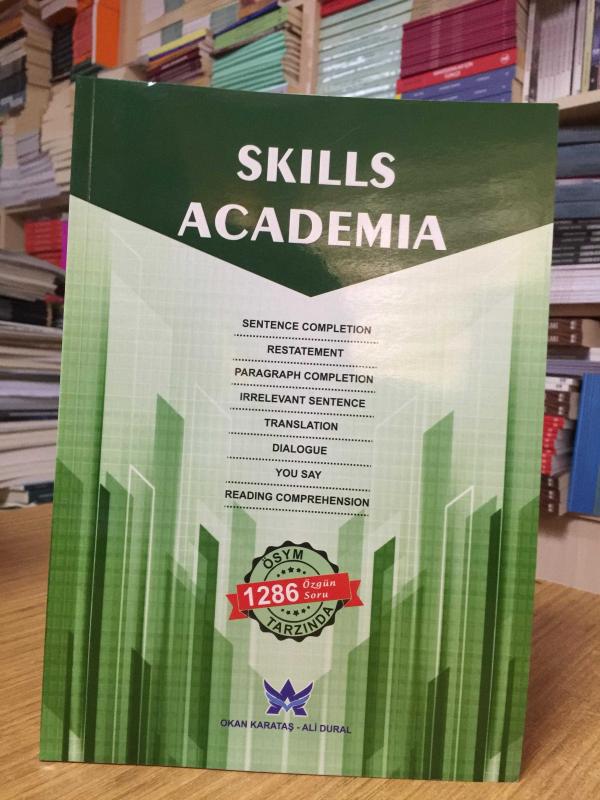 SKILLS
ACADEMIA
SENTENCE COMPLETION
RESTATEMENT
PARAGRAPH COMPLETION
IRRELEVANT SENTENCE
TRANSLATION
DIALOGUE
YOU SAY
READING COMPREHENSION
ÖSYM
1286 Özgün
Soru
TARZINDA
OKAN KARATAŞ - ALİ DURAL